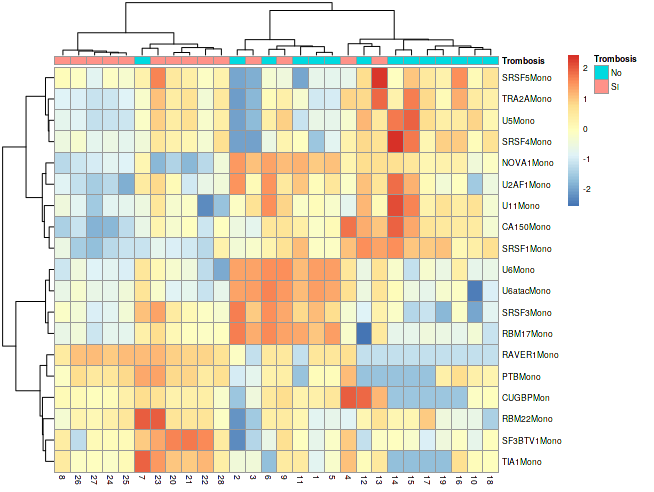 Trombosis
SRSF5Mono
TRA2AMono
U5Mono
SRSF4Mono
NOVA1Mono
U2AF1Mono
U11Mono
CA150Mono
SRSF1Mono
U6Mono
U6atacMono
SRSF3Mono
RBM17Mono
RAVER1Mono
PTBMono
CUGBPMon
RBM22Mono
SF3BTV1Mono
TIA1Mono
8 26 27 24 25 7 23 20 21 22 28 2 3 6 9 11 1 5 4 12 13 14 15 17 19 16 10 18
2
1
0
-1
-2
Trombosis
No
SI